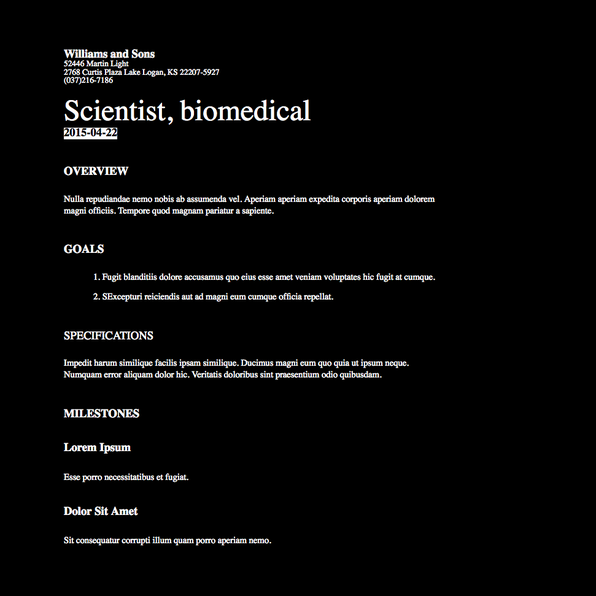 Williams and Sons
52446 Martin Light
2768 Curtis Plaza Lake Logan, KS 22207-5927
(037)216-7186
Scientist, biomedical
2015-04-22
OVERVIEW
Nulla repudiandae nemo nobis ab assumenda vel. Aperiam aperiam expedita corporis aperiam dolorem
magni officiis. Tempore quod magnam pariatur a sapiente.
GOALS
1. Fugit blanditiis dolore accusamus quo eius esse amet veniam voluptates hic fugit at cumque.
2. SExcepturi reiciendis aut ad magni eum cumque officia repellat.
SPECIFICATIONS
Impedit harum similique facilis ipsam similique. Ducimus magni eum quo quia ut ipsum neque.
Numquam error aliquam dolor hic. Veritatis doloribus sint praesentium odio quibusdam.
MILESTONES
Lorem Ipsum
Esse porro necessitatibus et fugiat.
Dolor Sit Amet
Sit consequatur corrupti illum quam porro aperiam nemo.